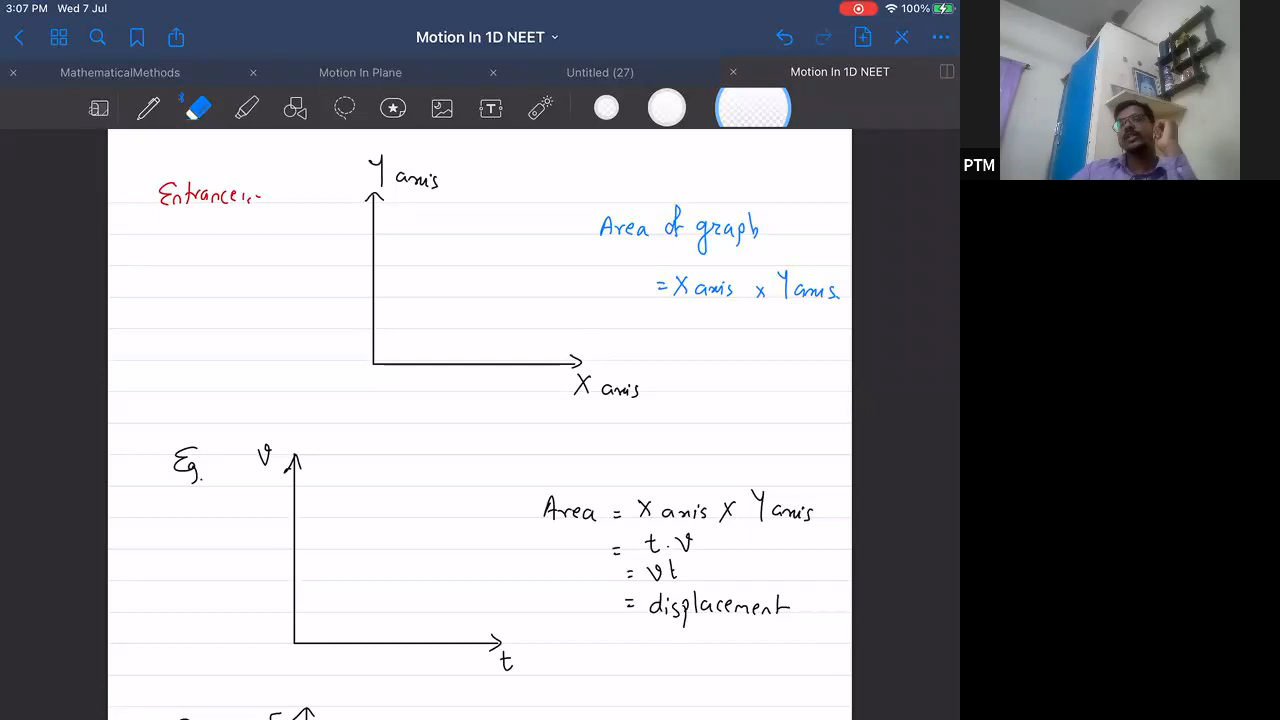 3:07 PM Wed 7 Jul
100%
Motion In 1D NEET
MathematicalMethods
Motion In Plane
Untitled (27)
Motion In 1D NEET
PTM
Y axis
Entrance:-
Area of graph
= X axis x Y axis
X axis
Eg.
v
Area = X axis X Y axis
= t . v
= vt
= displacement
t